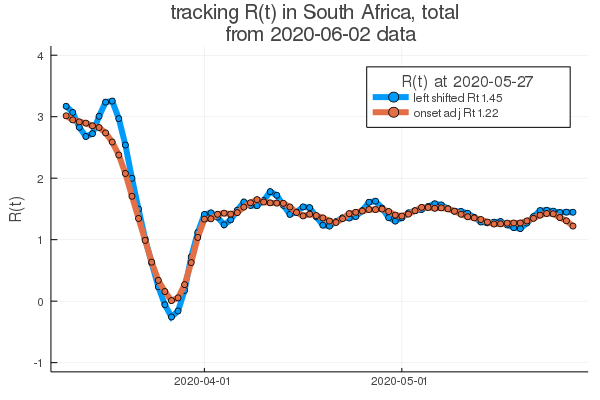 tracking R(t) in South Africa, total
from 2020-06-02 data
R(t) at 2020-05-27
left shifted Rt 1.45
onset adj Rt 1.22
R(t)
4
3
2
1
0
-1
2020-04-01
2020-05-01